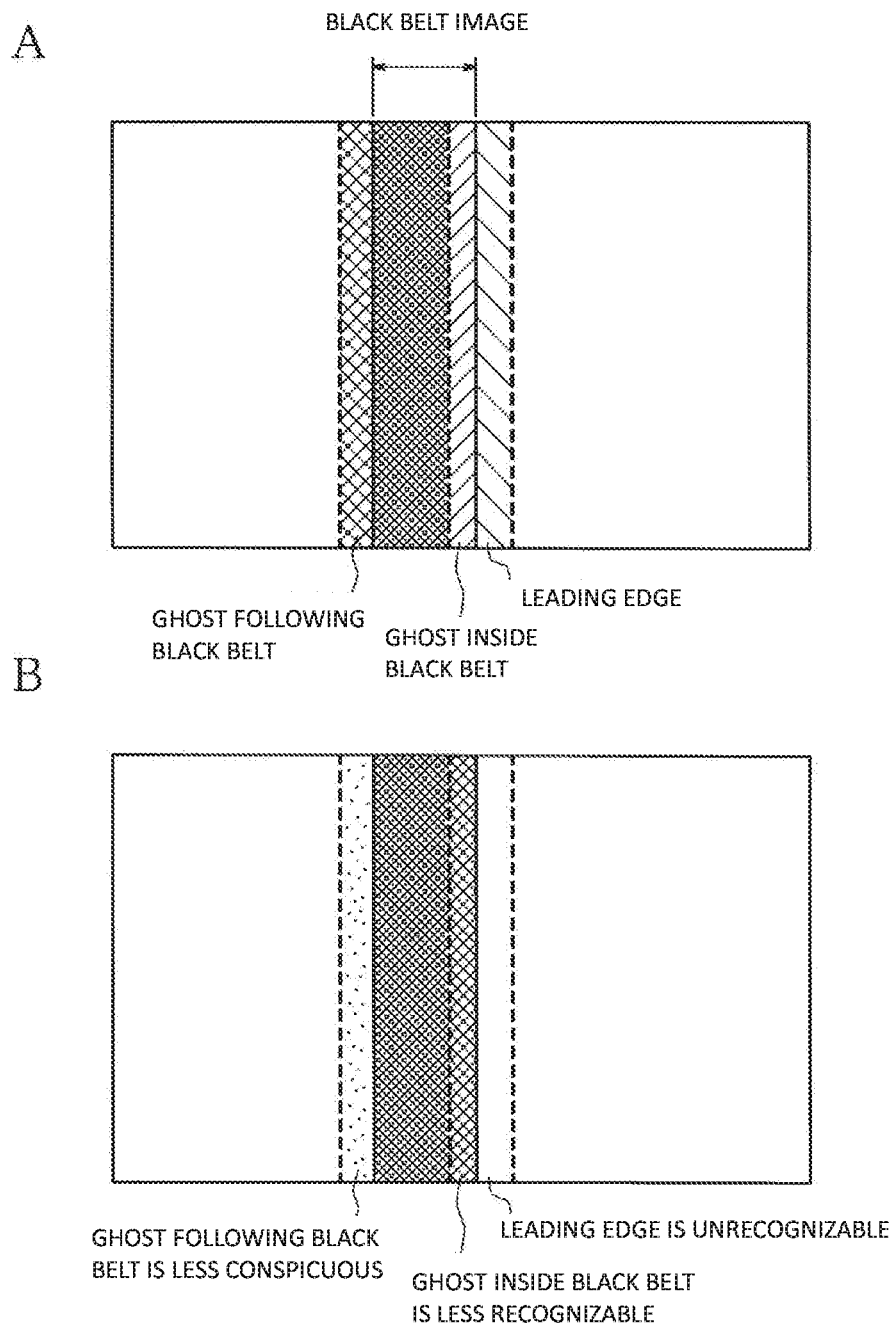 A
BLACK BELT IMAGE
GHOST FOLLOWING
BLACK BELT
GHOST INSIDE
BLACK BELT
LEADING EDGE
B
GHOST FOLLOWING BLACK
BELT IS LESS CONSPICUOUS
GHOST INSIDE BLACK BELT
IS LESS RECOGNIZABLE
LEADING EDGE IS UNRECOGNIZABLE